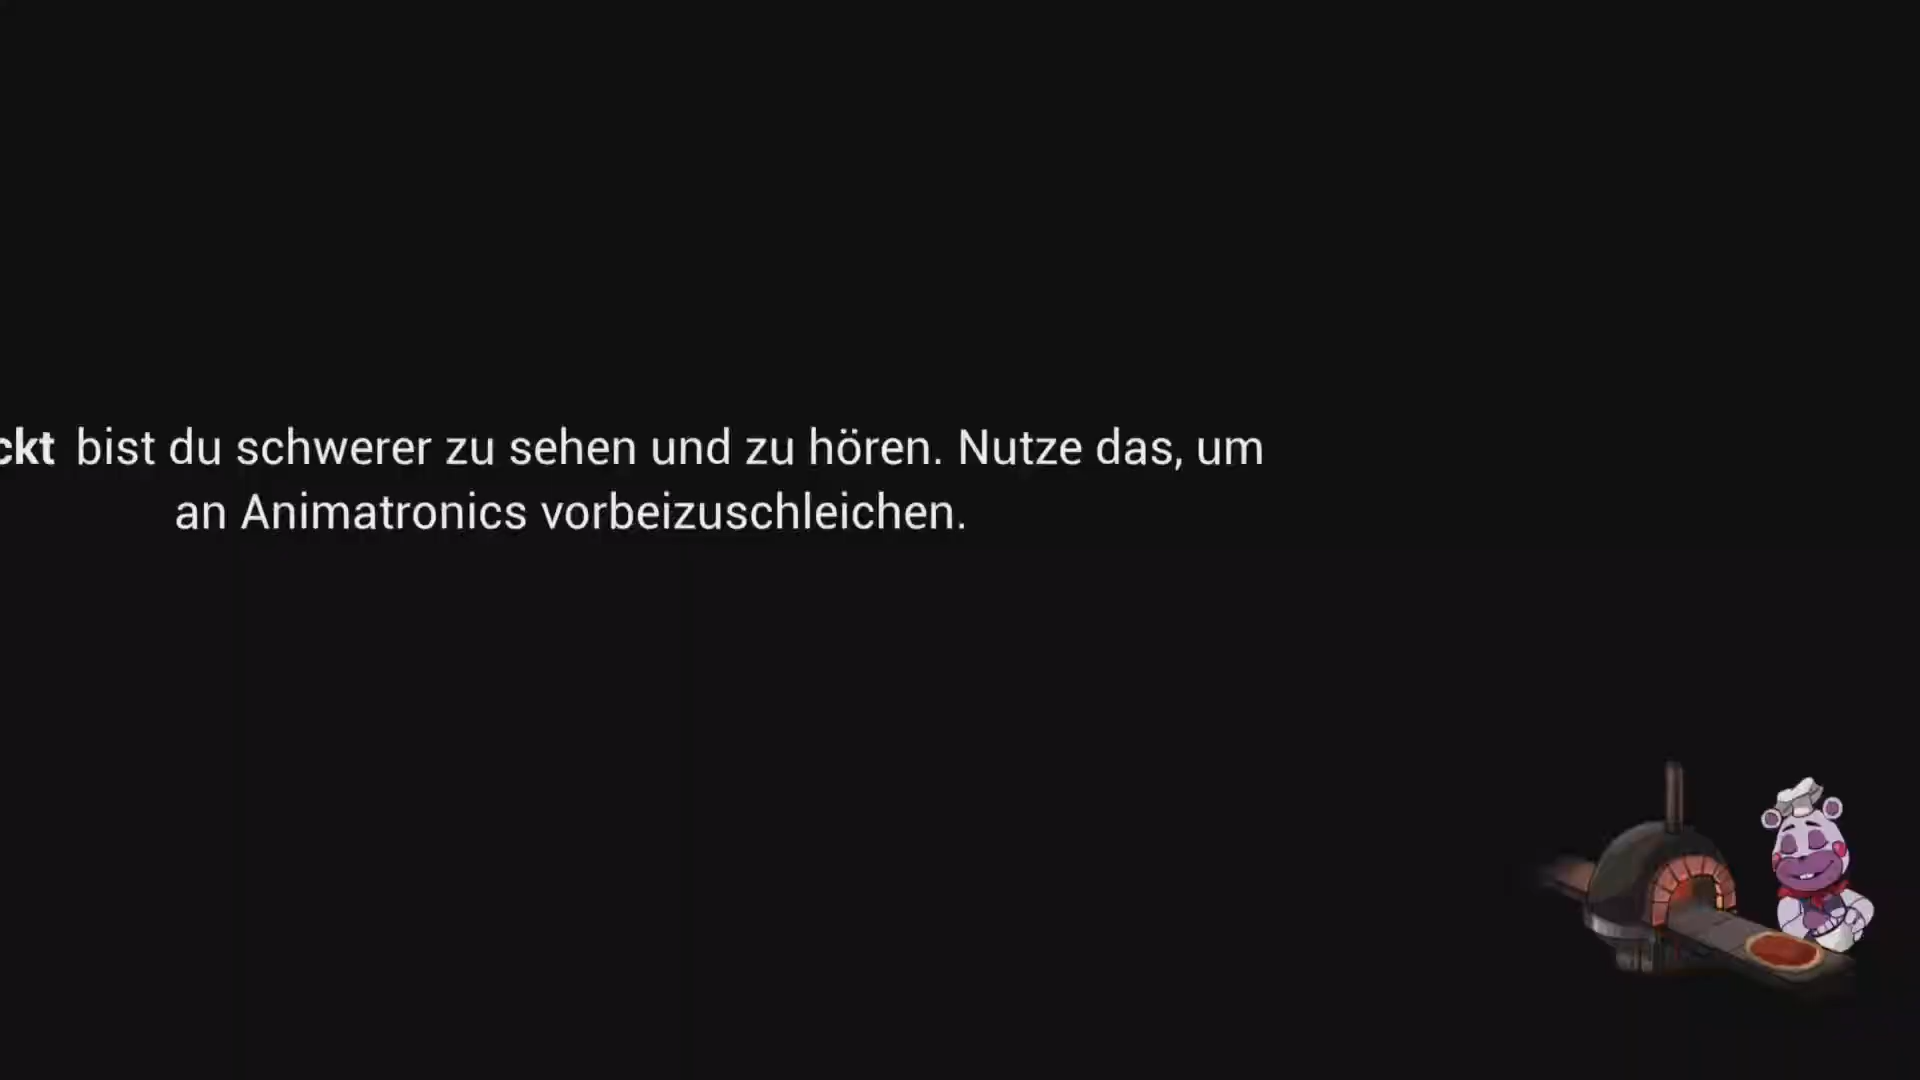 ckt bist du schwerer zu sehen und zu hören. Nutze das, um
an Animatronics vorbeizuschleichen.